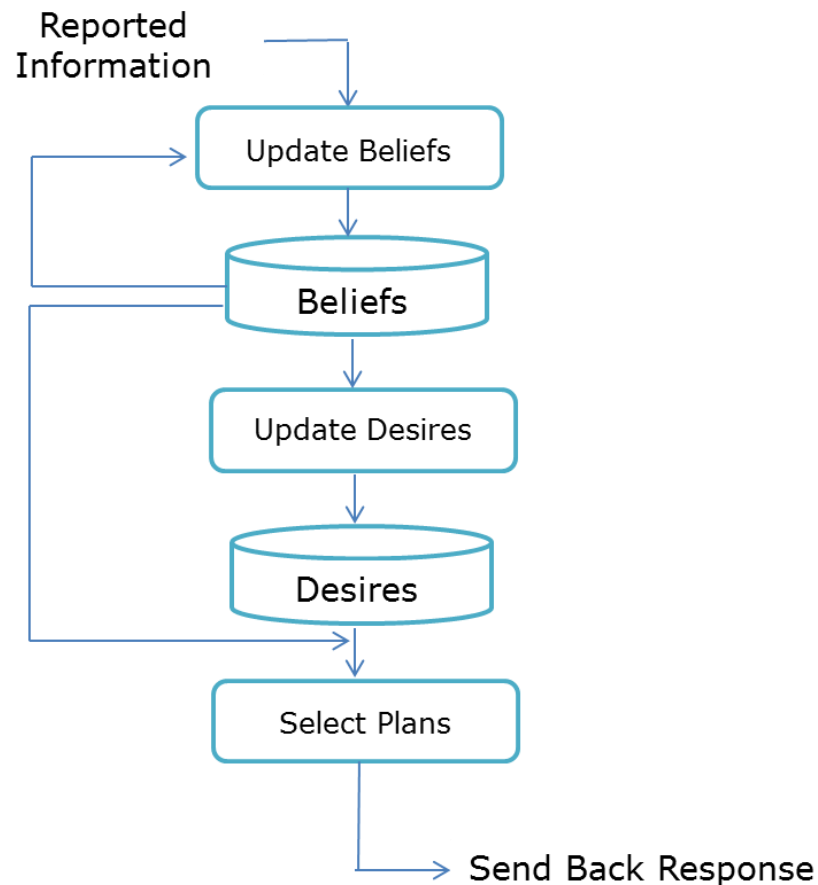 Reported
Information
Update Beliefs
Beliefs
Update Desires
Desires
Select Plans
Send Back Response